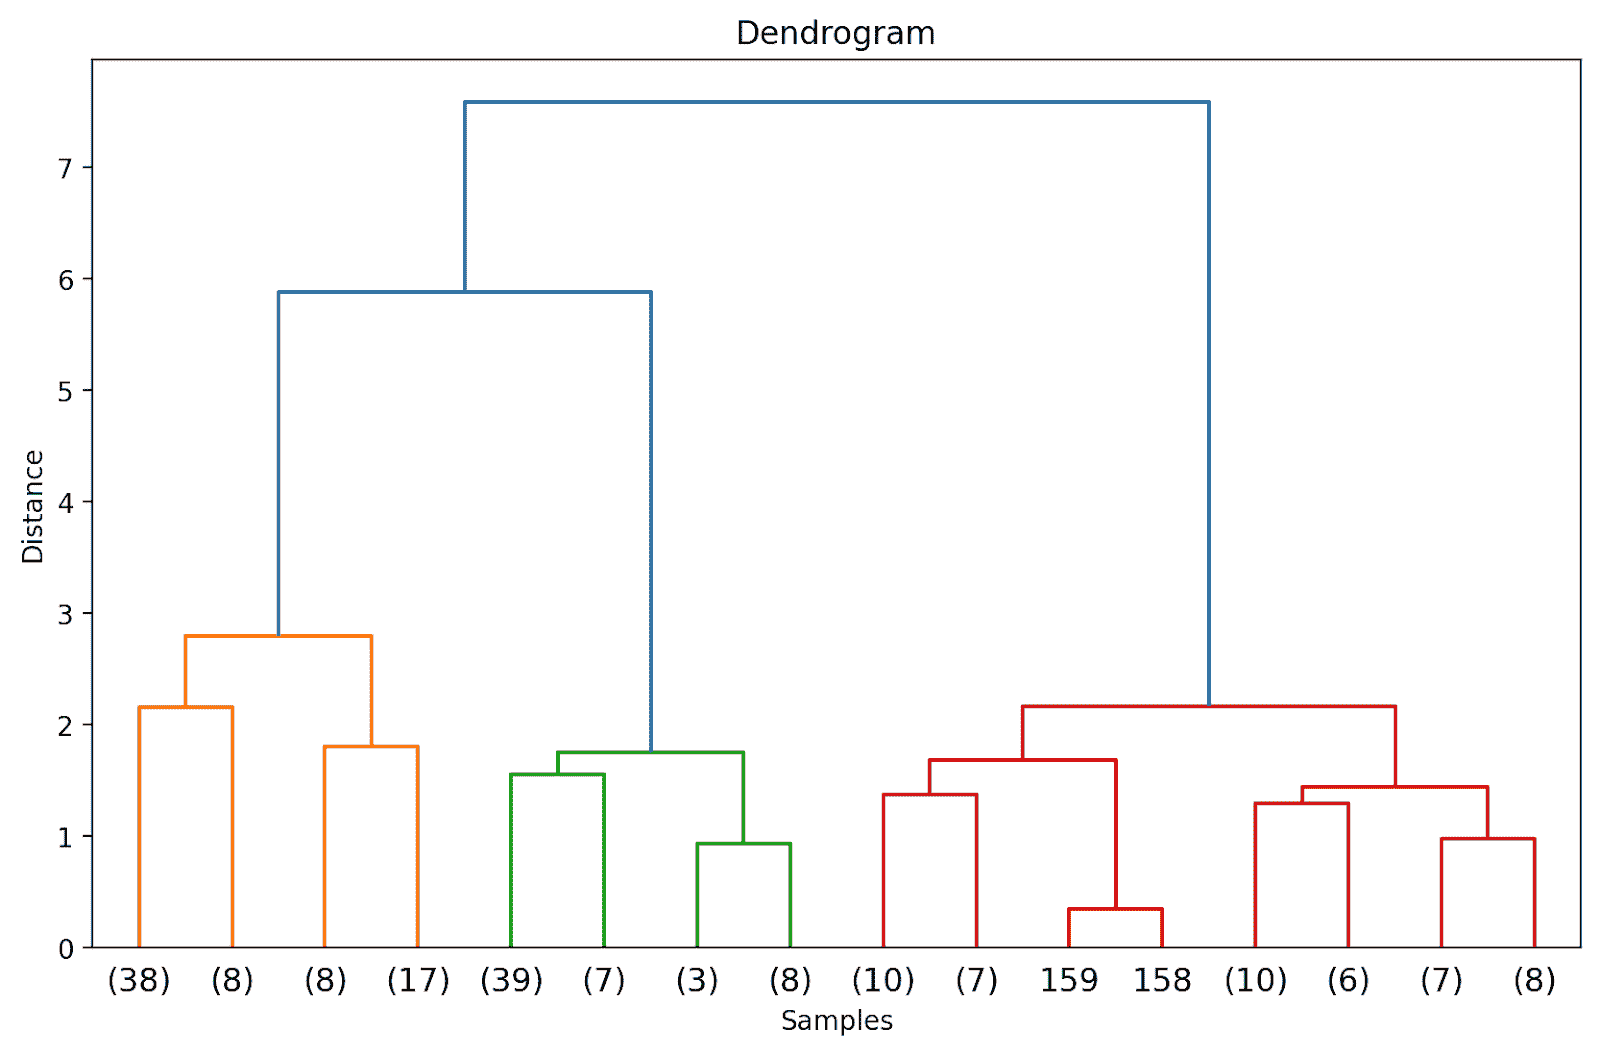 Dendrogram
7
6
5
4
3
2
1
0
Distance
(38) (8) (8) (17) (39) (7) (3) (8) (10) (7) 159 158 (10) (6) (7) (8)
Samples